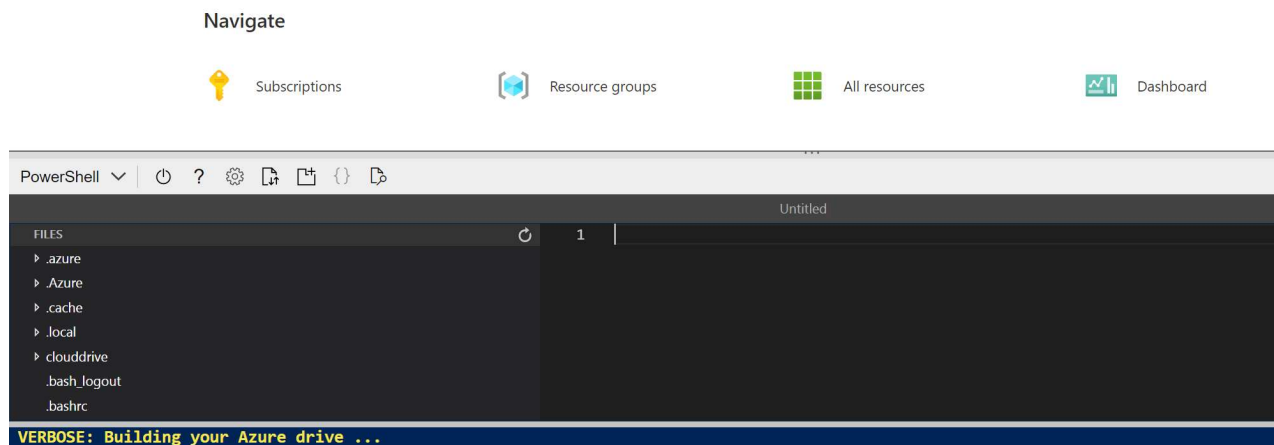 Navigate
Subscriptions Resource groups All resources Dashboard
PowerShell ?
Untitled
FILES 1
.azure
.Azure
.cache
.local
clouddrive
.bash_logout
.bashrc
VERBOSE: Building your Azure drive ...